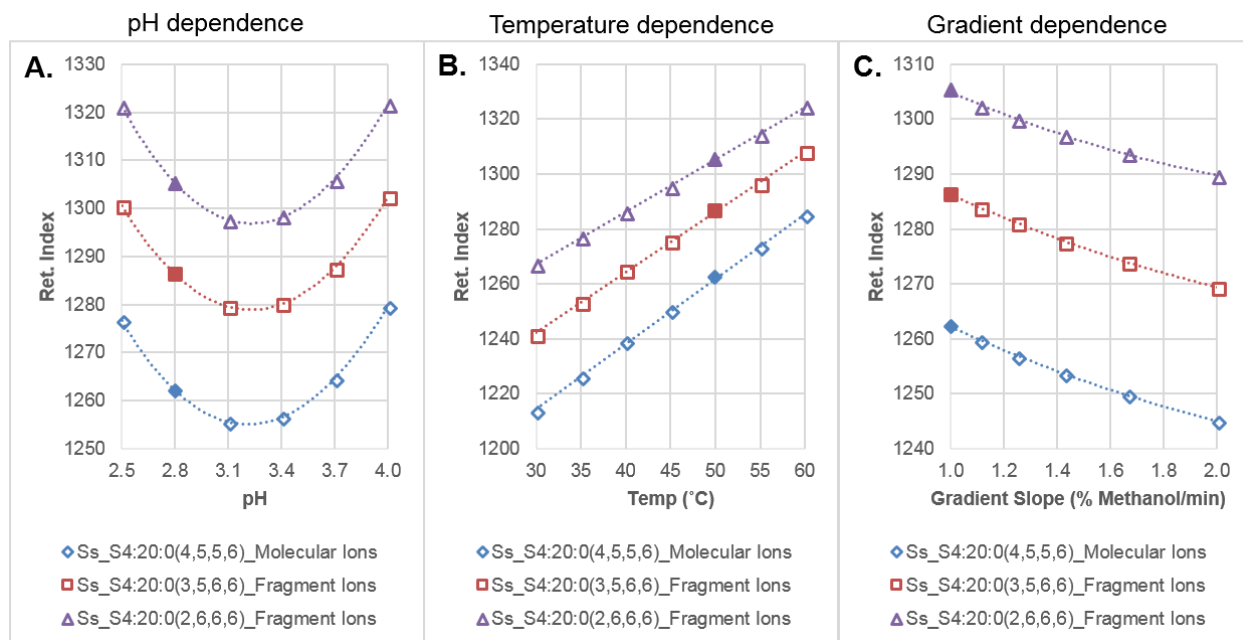 pH dependence
Temperature dependence
Gradient dependence
A.
1330
1320
1310
1300
1290
1280
1270
1260
1250
Ret. Index
2.5 2.8 3.1 3.4 3.7 4.0
pH
Ss_S4:20:0(4,5,5,6)_Molecular Ions
Ss_S4:20:0(3,5,6,6)_Fragment Ions
Ss_S4:20:0(2,6,6,6)_Fragment Ions
B.
1340
1320
1300
1280
1260
1240
1220
1200
Ret. Index
30 35 40 45 50 55 60
Temp (˚C)
Ss_S4:20:0(4,5,5,6)_Molecular Ions
Ss_S4:20:0(3,5,6,6)_Fragment Ions
Ss_S4:20:0(2,6,6,6)_Fragment Ions
C.
1310
1300
1290
1280
1270
1260
1250
1240
Ret. Index
1.0 1.2 1.4 1.6 1.8 2.0
Gradient Slope (% Methanol/min)
Ss_S4:20:0(4,5,5,6)_Molecular Ions
Ss_S4:20:0(3,5,6,6)_Fragment Ions
Ss_S4:20:0(2,6,6,6)_Fragment Ions